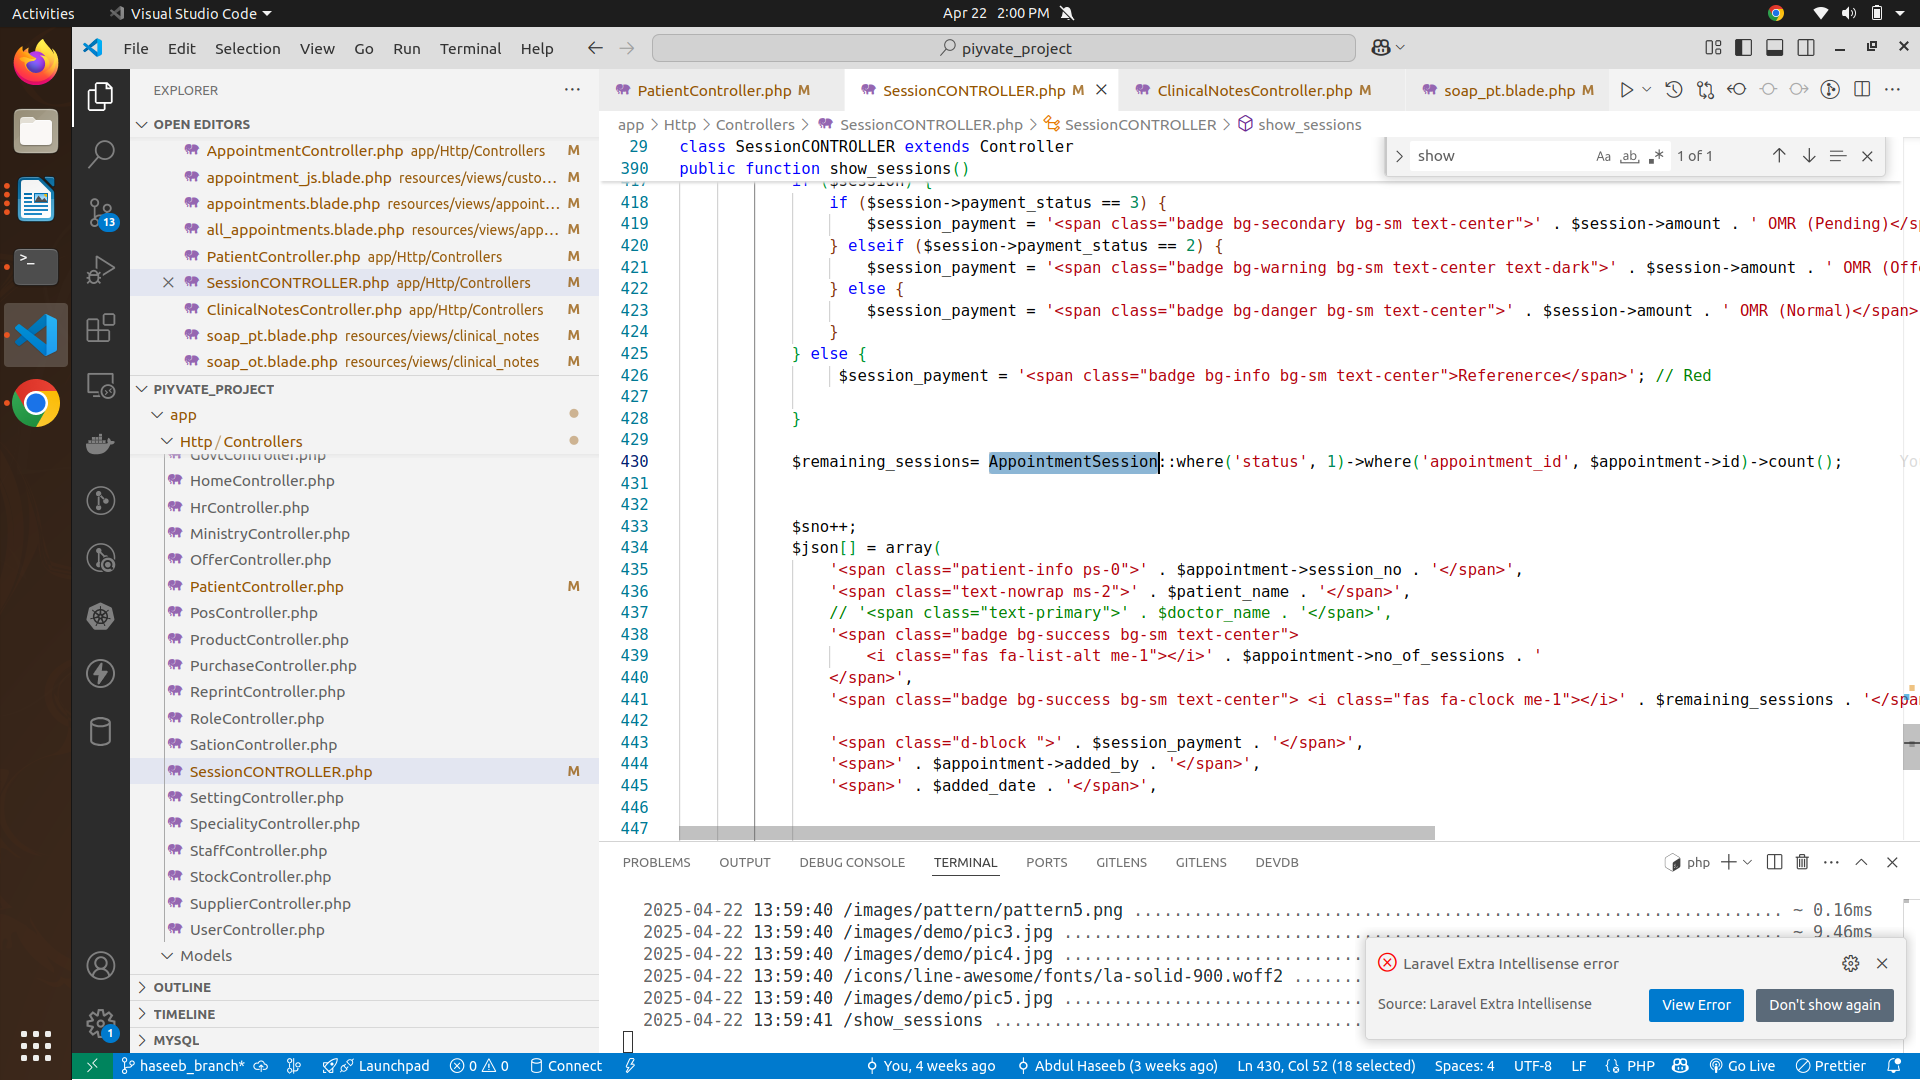 Activities
Visual Studio Code
Apr 22 2:00 PM
File Edit Selection View Go Run Terminal Help
piyvate_project
EXPLORER
OPEN EDITORS
AppointmentController.php app/Http/Controllers M
appointment_js.blade.php resources/views/custo... M
appointments.blade.php resources/views/appoint... M
all_appointments.blade.php resources/views/app... M
PatientController.php app/Http/Controllers M
SessionCONTROLLER.php app/Http/Controllers M
ClinicalNotesController.php app/Http/Controllers M
soap_pt.blade.php resources/views/clinical_notes M
soap_ot.blade.php resources/views/clinical_notes M
PIYVATE_PROJECT
app
Http / Controllers
GovtController.php
HomeController.php
HrController.php
MinistryController.php
OfferController.php
PatientController.php M
PosController.php
ProductController.php
PurchaseController.php
ReprintController.php
RoleController.php
SationController.php
SessionCONTROLLER.php M
SettingController.php
SpecialityController.php
StaffController.php
StockController.php
SupplierController.php
UserController.php
Models
OUTLINE
TIMELINE
MYSQL
13
1
PatientController.php M
SessionCONTROLLER.php M
ClinicalNotesController.php M
soap_pt.blade.php M
app > Http > Controllers > SessionCONTROLLER.php > SessionCONTROLLER > show_sessions
show
Aa ab 1 of 1
29 class SessionCONTROLLER extends Controller
390 public function show_sessions()
417 if ($session) {
418 if ($session->payment_status == 3) {
419 $session_payment = '<span class="badge bg-secondary bg-sm text-center">' . $session->amount . ' OMR (Pending)</sp
420 } elseif ($session->payment_status == 2) {
421 $session_payment = '<span class="badge bg-warning bg-sm text-center text-dark">' . $session->amount . ' OMR (Off
422 } else {
423 $session_payment = '<span class="badge bg-danger bg-sm text-center">' . $session->amount . ' OMR (Normal)</span>
424 }
425 } else {
426 $session_payment = '<span class="badge bg-info bg-sm text-center">Referenerce</span>'; // Red
427
428 }
429
430 $remaining_sessions= AppointmentSession::where('status', 1)->where('appointment_id', $appointment->id)->count(); Yo
431
432
433 $sno++;
434 $json[] = array(
435 '<span class="patient-info ps-0">' . $appointment->session_no . '</span>',
436 '<span class="text-nowrap ms-2">' . $patient_name . '</span>',
437 // '<span class="text-primary">' . $doctor_name . '</span>',
438 '<span class="badge bg-success bg-sm text-center">
439 <i class="fas fa-list-alt me-1"></i>' . $appointment->no_of_sessions . '
440 </span>',
441 '<span class="badge bg-success bg-sm text-center"> <i class="fas fa-clock me-1"></i>' . $remaining_sessions . '</spa
442
443 '<span class="d-block ">' . $session_payment . '</span>',
444 '<span>' . $appointment->added_by . '</span>',
445 '<span>' . $added_date . '</span>',
446
447
PROBLEMS OUTPUT DEBUG CONSOLE TERMINAL PORTS GITLENS GITLENS DEVDB
php
2025-04-22 13:59:40 /images/pattern/pattern5.png ................................................................. ~ 0.16ms
2025-04-22 13:59:40 /images/demo/pic3.jpg ........................................................................ ~ 9.46ms
2025-04-22 13:59:40 /images/demo/pic4.jpg ..............................
2025-04-22 13:59:40 /icons/line-awesome/fonts/la-solid-900.woff2 .......
2025-04-22 13:59:40 /images/demo/pic5.jpg ..............................
2025-04-22 13:59:41 /show_sessions .....................................
Laravel Extra Intellisense error
Source: Laravel Extra Intellisense
View Error
Don't show again
haseeb_branch* Launchpad 0 0 Connect You, 4 weeks ago Abdul Haseeb (3 weeks ago) Ln 430, Col 52 (18 selected) Spaces: 4 UTF-8 LF PHP Go Live Prettier